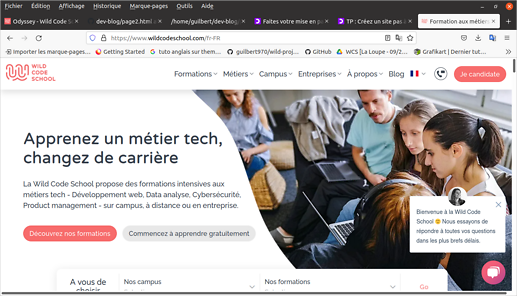 Fichier Édition Affichage Historique Marque-pages Outils Aide
Odyssey - Wild Code S
dev-blog/page2.html
/home/guilbert/dev-blog/
Faites votre mise en p
TP : Créez un site pas à
Formation aux métiers
https://www.wildcodeschool.com/fr-FR
Importer les marque-pages...
Getting Started
tuto anglais sur them...
guilbert970/wild-proj...
GitHub
WCS [La Loupe - 09/2...
Grafikart | Dernier tut...
WILD
CODE
SCHOOL
Formations Métiers Campus Entreprises À propos Blog
Je candidate
Apprenez un métier tech,
changez de carrière
La Wild Code School propose des formations intensives aux
métiers tech - Développement web, Data analyse, Cybersécurité,
Product management - sur campus, à distance ou en entreprise.
Découvrez nos formations
Commencez à apprendre gratuitement
Bienvenue à la Wild Code
School 😊 Nous essayons de
répondre à toutes vos questions
dans les plus brefs délais.
A vous de
choisir
Nos campus
Nos formations
Go